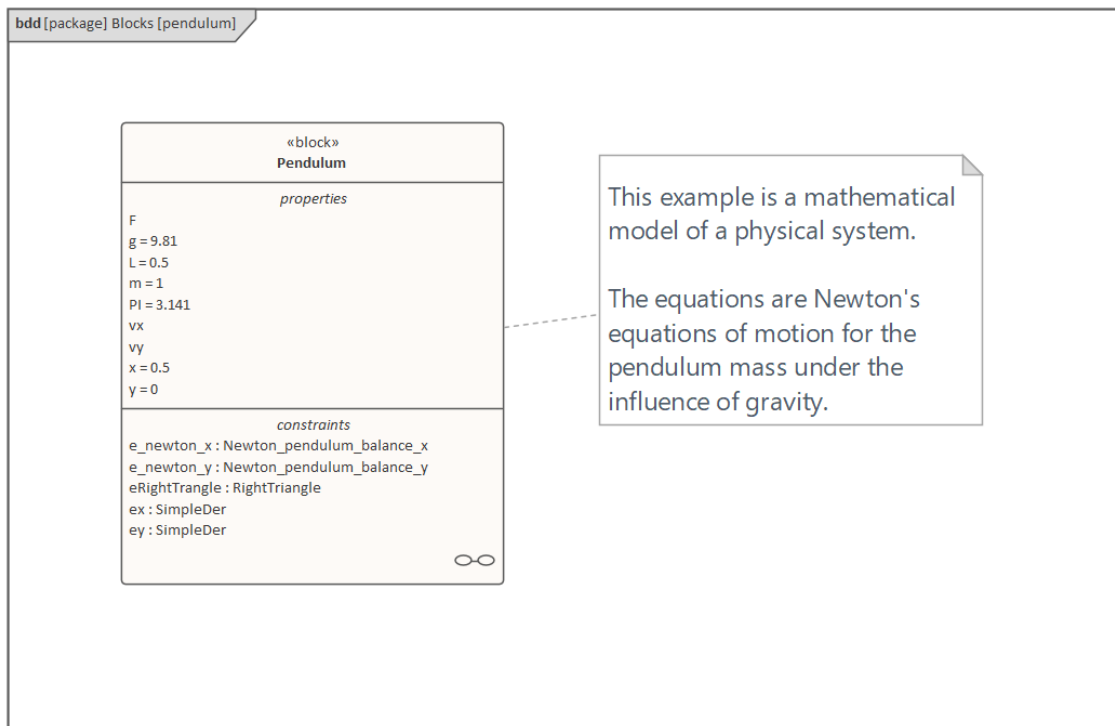 bdd [package] Blocks [pendulum]
«block»
Pendulum
properties
F
g = 9.81
L = 0.5
m = 1
PI = 3.141
vx
vy
x = 0.5
y = 0
constraints
e_newton_x : Newton_pendulum_balance_x
e_newton_y : Newton_pendulum_balance_y
eRightTrangle : RightTriangle
ex : SimpleDer
ey : SimpleDer
This example is a mathematical
model of a physical system.
The equations are Newton's
equations of motion for the
pendulum mass under the
influence of gravity.